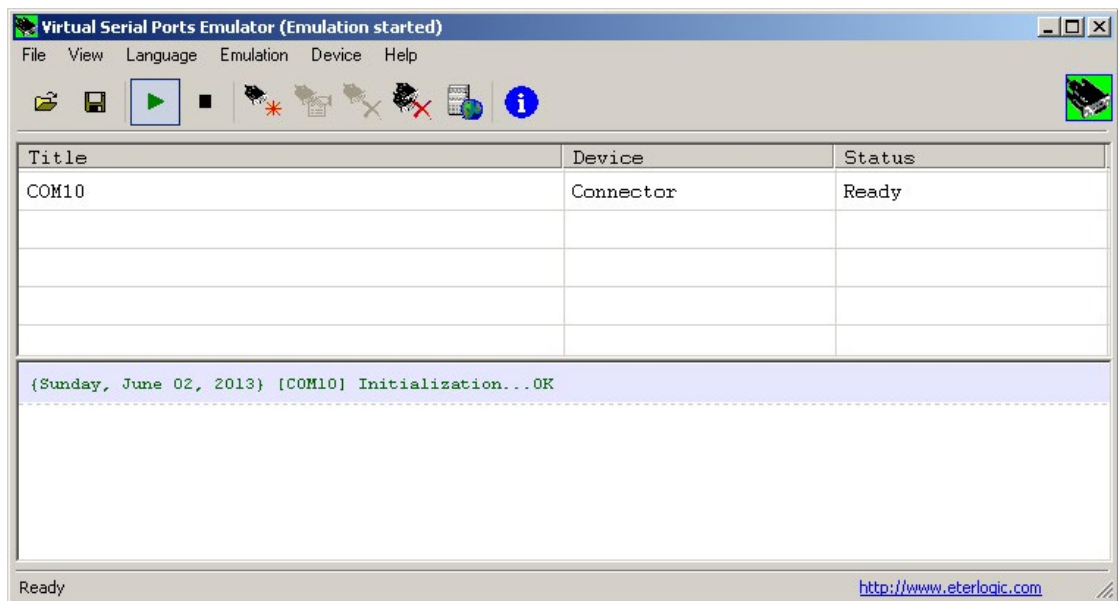 Virtual Serial Ports Emulator (Emulation started)
File View Language Emulation Device Help
Title Device Status
COM10 Connector Ready
{Sunday, June 02, 2013} [COM10] Initialization...OK
Ready http://www.eterlogic.com